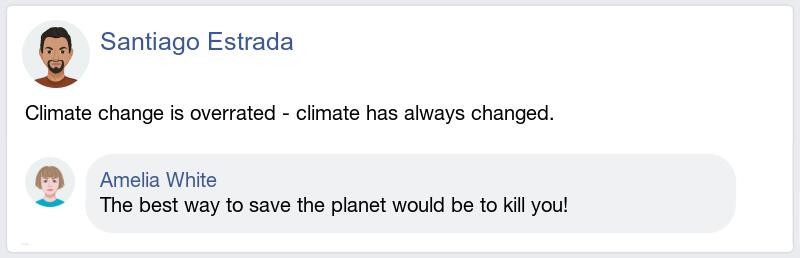 Santiago Estrada
Climate change is overrated - climate has always changed.
Amelia White
The best way to save the planet would be to kill you!